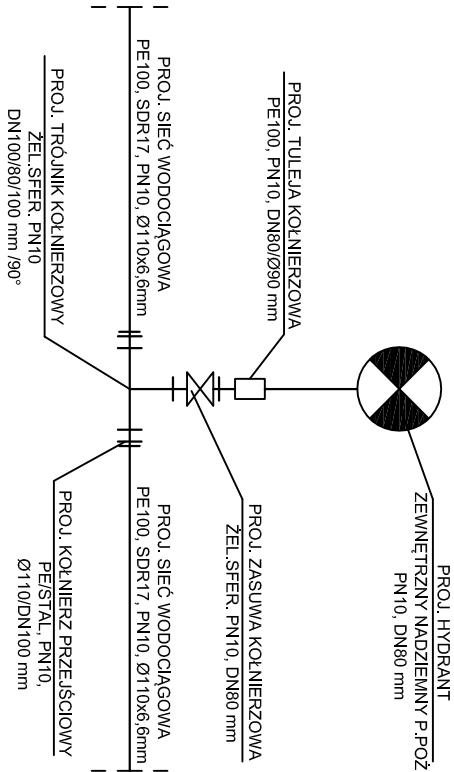 PROJ. HYDRANT
ZEWNĘTRZNY NADZIEMNY P.POŻ
PN10, DN80 mm
PROJ. TULEJA KOŁNIERZOWA
PE100, PN10, DN80/Ø90 mm
PROJ. ZASUWA KOŁNIERZOWA
ŻEL.SFER. PN10, DN80 mm
PROJ. SIEĆ WODOCIĄGOWA
PE100, SDR17, PN10, Ø110x6,6mm
PROJ. SIEĆ WODOCIĄGOWA
PE100, SDR17, PN10, Ø110x6,6mm
PROJ. TRÓJNIK KOŁNIERZOWY
ŻEL.SFER. PN10
DN100/80/100 mm /90°
PROJ. KOŁNIERZ PRZEJŚCIOWY
PE/STAL, PN10,
Ø110/DN100 mm